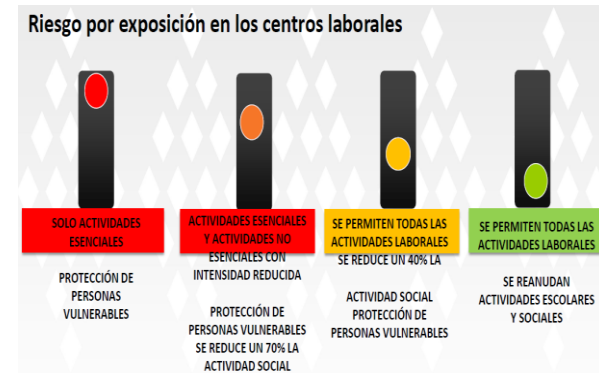 Riesgo por exposición en los centros laborales
SOLO ACTIVIDADES
ESENCIALES
PROTECCIÓN DE
PERSONAS
VULNERABLES
ACTIVIDADES ESENCIALES
Y ACTIVIDADES NO
ESENCIALES CON
INTENSIDAD REDUCIDA
PROTECCIÓN DE
PERSONAS VULNERABLES
SE REDUCE UN 70% LA
ACTIVIDAD SOCIAL
SE PERMITEN TODAS LAS
ACTIVIDADES LABORALES
SE REDUCE UN 40% LA
ACTIVIDAD SOCIAL
PROTECCIÓN DE
PERSONAS VULNERABLES
SE PERMITEN TODAS LAS
ACTIVIDADES LABORALES
SE REANUDAN
ACTIVIDADES ESCOLARES
Y SOCIALES